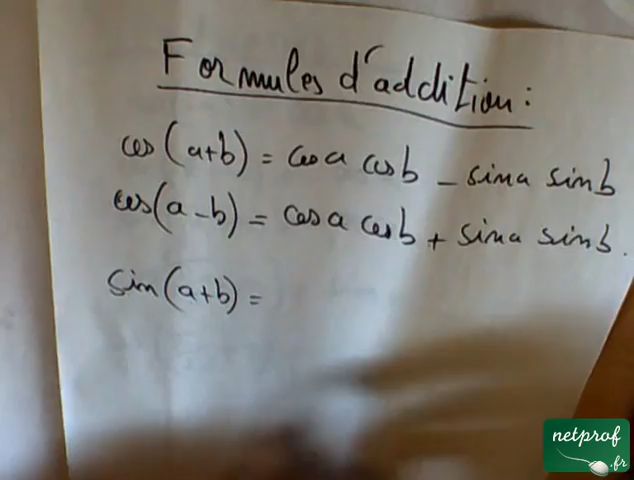 Formules d'addition :
cos(a+b) = cos a cos b - sin a sin b
cos(a-b) = cos a cos b + sin a sin b.
sin(a+b) =
netprof
.fr